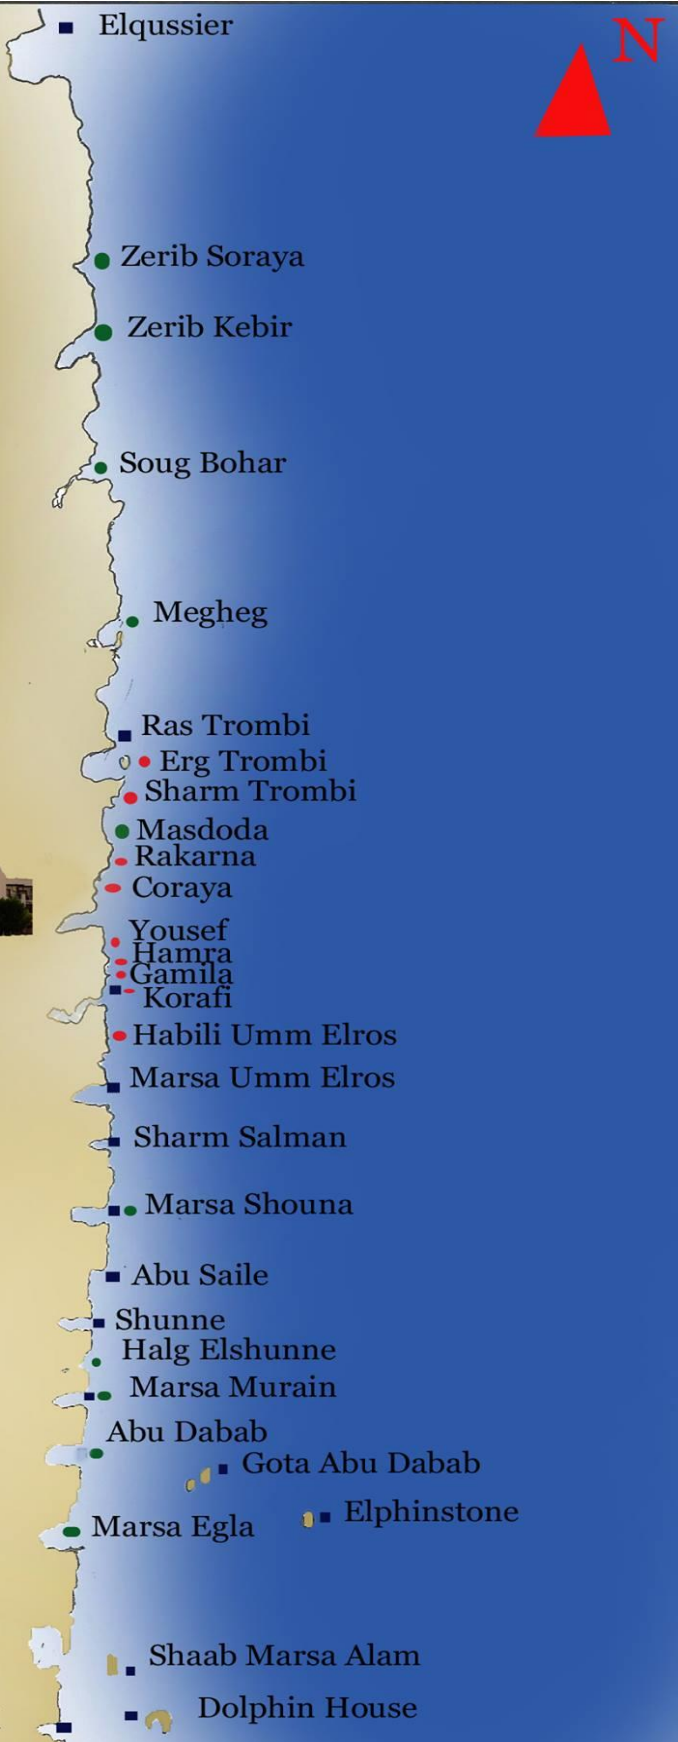 Elqussier
N
Zerib Soraya
Zerib Kebir
Soug Bohar
Megheg
Ras Trombi
Erg Trombi
Sharm Trombi
Masdoda
Rakarna
Coraya
Yousef
Hamra
Gamila
Korafi
Habili Umm Elros
Marsa Umm Elros
Sharm Salman
Marsa Shouna
Abu Saile
Shunne
Halg Elshunne
Marsa Murain
Abu Dabab
Gota Abu Dabab
Elphinstone
Marsa Egla
Shaab Marsa Alam
Dolphin House